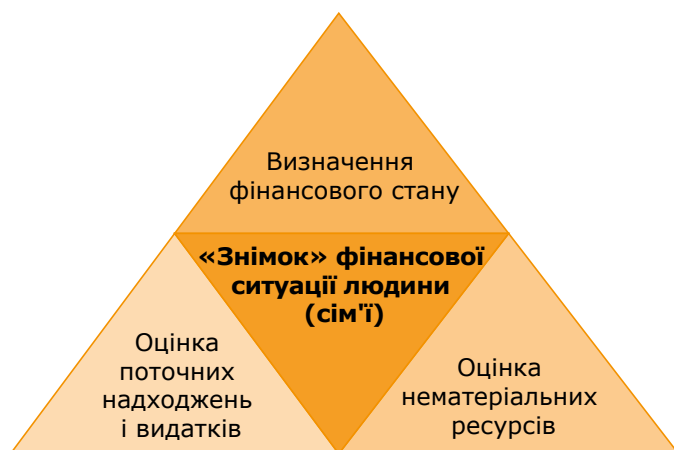 Визначення
фінансового стану
«Знімок» фінансової
ситуації людини
(сім'ї)
Оцінка
поточних
надходжень
і видатків
Оцінка
нематеріальних
ресурсів